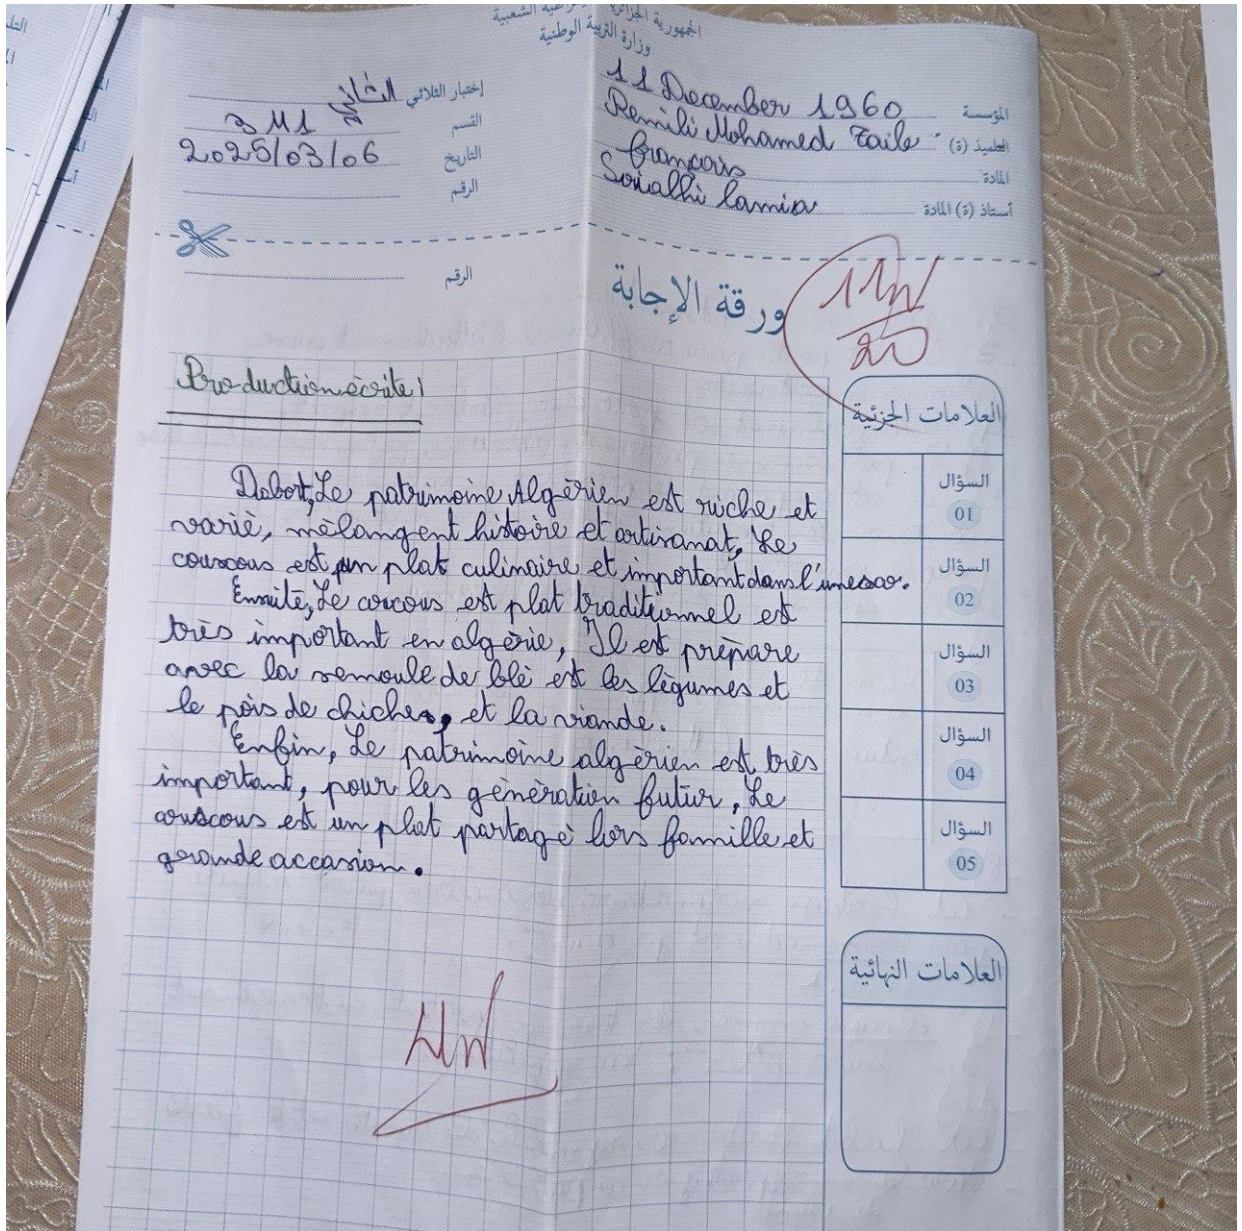 الجمهورية الجزائرية الديمقراطية الشعبية
وزارة التربية الوطنية
المؤسسة 11 December 1960
التلميذ (ة) Remili Mohamed
المادة français
أستاذ (ة) المادة Soualhi lamia
إختبار الثلاثي الثاني
القسم 3 M1
التاريخ 2025/03/06
الرقم
الرقم
ورقة الإجابة
11
20
Production écrite
Dabort, Le patrimoine Algérien est riche et
varié, mélangent histoire et artisanat, Le
couscous est un plat culinaire et important dans l'unesco.
Ensuite, Le coucous est plat traditionnel est
très important en algérie, Il est prépare
avec la semoule de blé est les légumes et
le pois de chiches, et la viande.
Enfin, Le patrimoine algérien est très
important, pour les génération futur, Le
couscous est un plat partagé lors famille et
gerande accasion.
العلامات الجزئية
السؤال
01
السؤال
02
السؤال
03
السؤال
04
السؤال
05
العلامات النهائية